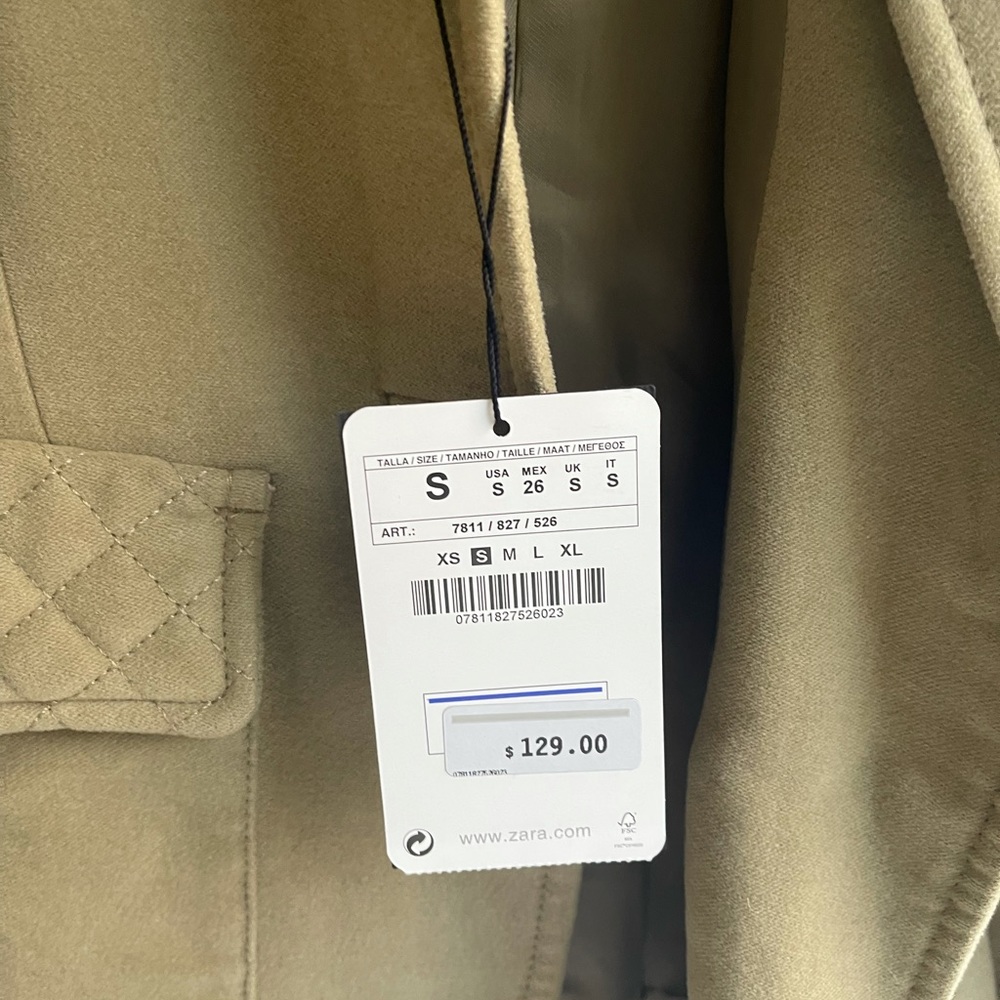 TALLA / SIZE / TAMANHO / TAILLE / MAAT / ΜΕΓΕΘΟΣ
S USA S MEX 26 UK S IT S
ART.: 7811 / 827 / 526
XS S M L XL
07811827526023
$ 129.00
www.zara.com
FSC